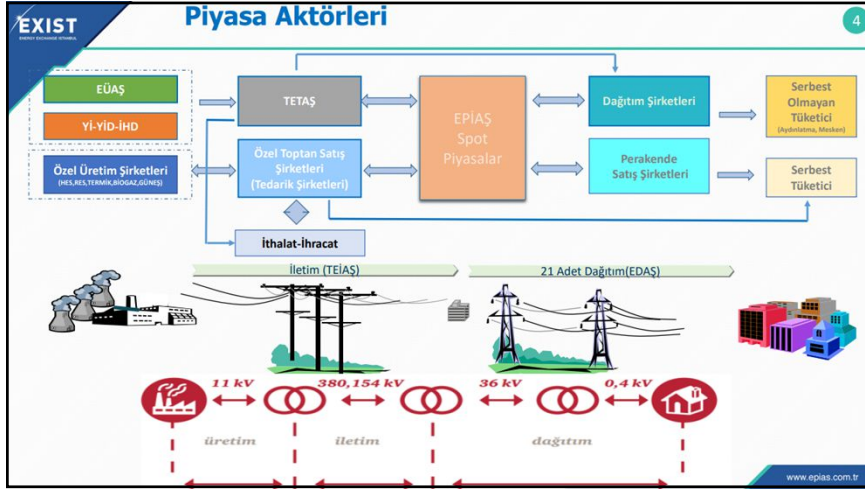 EXIST
ENERGY EXCHANGE ISTANBUL
Piyasa Aktörleri
4
EÜAŞ
Yİ-YİD-İHD
TETAŞ
EPİAŞ
Spot
Piyasalar
Dağıtım Şirketleri
Serbest
Olmayan
Tüketici
(Aydınlatma, Mesken)
Özel Üretim Şirketleri
(HES,RES,TERMİK,BİOGAZ,GÜNEŞ)
Özel Toptan Satış
Şirketleri
(Tedarik Şirketleri)
Perakende
Satış Şirketleri
Serbest
Tüketici
İthalat-İhracat
İletim (TEİAŞ)
21 Adet Dağıtım(EDAŞ)
11 kV
380,154 kV
36 kV
0,4 kV
üretim
iletim
dağıtım
www.epias.com.tr